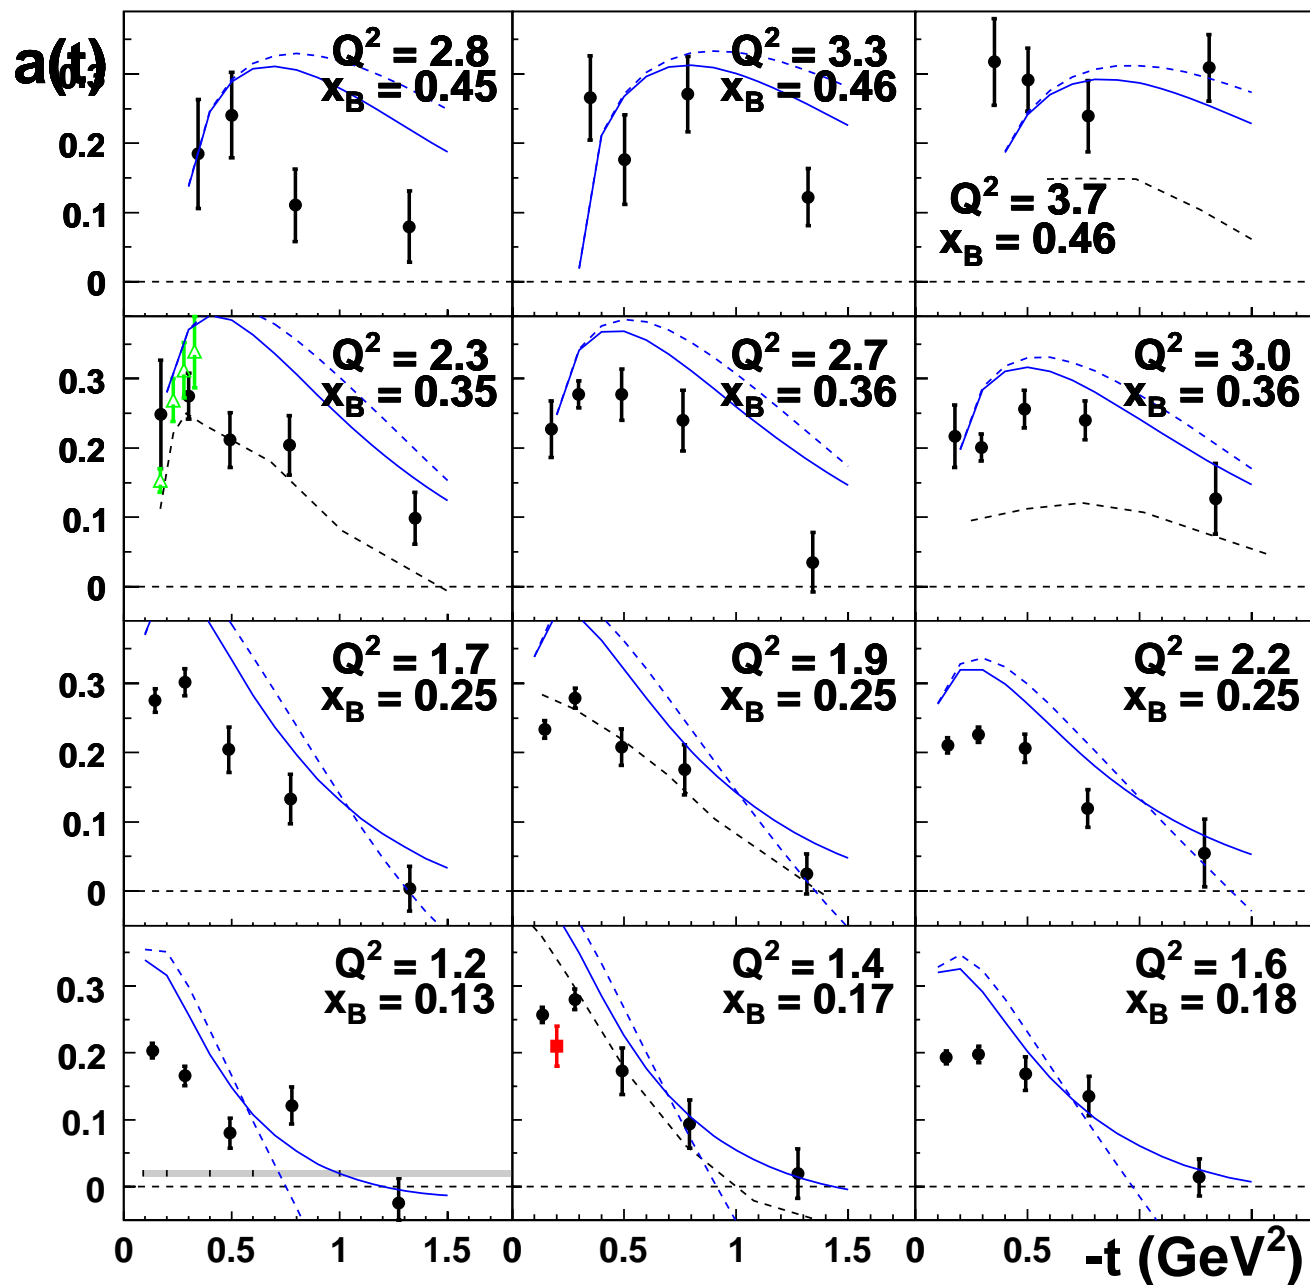 a(t)
0.3
0.2
0.1
0
Q² = 2.8
x_B = 0.45
Q² = 3.3
x_B = 0.46
Q² = 3.7
x_B = 0.46
0.3
0.2
0.1
0
Q² = 2.3
x_B = 0.35
Q² = 2.7
x_B = 0.36
Q² = 3.0
x_B = 0.36
0.3
0.2
0.1
0
Q² = 1.7
x_B = 0.25
Q² = 1.9
x_B = 0.25
Q² = 2.2
x_B = 0.25
0.3
0.2
0.1
0
Q² = 1.2
x_B = 0.13
Q² = 1.4
x_B = 0.17
Q² = 1.6
x_B = 0.18
0 0.5 1 1.5 0 0.5 1 1.5 0 0.5
-t (GeV²)